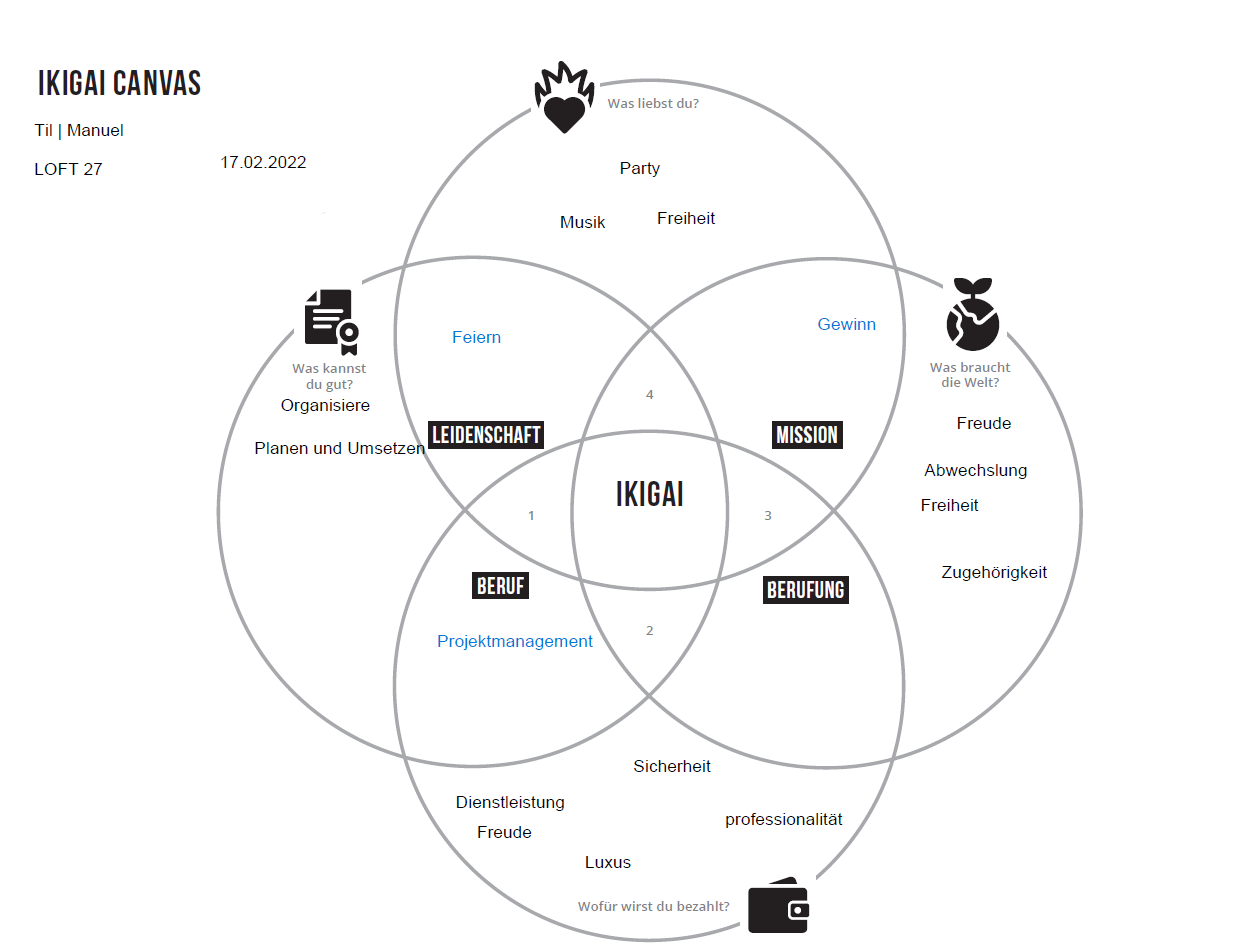 IKIGAI CANVAS
Til | Manuel
LOFT 27
17.02.2022
Was liebst du?
Party
Musik
Freiheit
Feiern
Gewinn
Was kannst
du gut?
Organisiere
Planen und Umsetzen
Was braucht
die Welt?
Freude
Abwechslung
Freiheit
Zugehörigkeit
4
LEIDENSCHAFT
MISSION
IKIGAI
1
3
BERUF
BERUFUNG
Projektmanagement
2
Sicherheit
Dienstleistung
Freude
professionalität
Luxus
Wofür wirst du bezahlt?